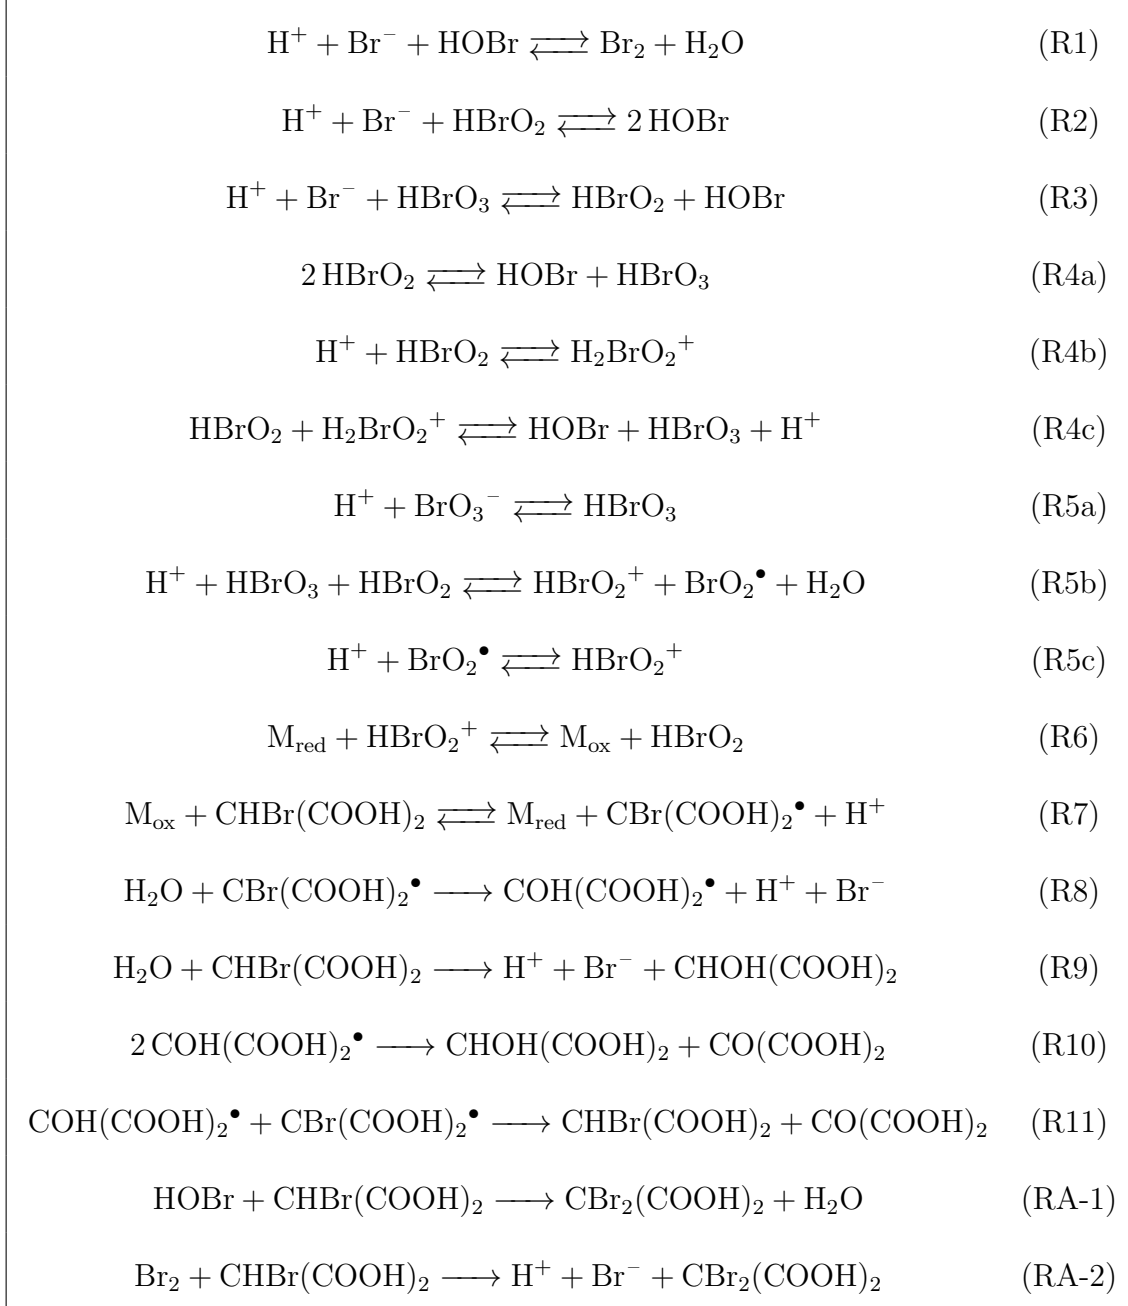 H⁺ + Br⁻ + HOBr ⇌ Br₂ + H₂O (R1)
H⁺ + Br⁻ + HBrO₂ ⇌ 2 HOBr (R2)
H⁺ + Br⁻ + HBrO₃ ⇌ HBrO₂ + HOBr (R3)
2 HBrO₂ ⇌ HOBr + HBrO₃ (R4a)
H⁺ + HBrO₂ ⇌ H₂BrO₂⁺ (R4b)
HBrO₂ + H₂BrO₂⁺ ⇌ HOBr + HBrO₃ + H⁺ (R4c)
H⁺ + BrO₃⁻ ⇌ HBrO₃ (R5a)
H⁺ + HBrO₃ + HBrO₂ ⇌ HBrO₂⁺ + BrO₂• + H₂O (R5b)
H⁺ + BrO₂• ⇌ HBrO₂⁺ (R5c)
M_red + HBrO₂⁺ ⇌ M_ox + HBrO₂ (R6)
M_ox + CHBr(COOH)₂ ⇌ M_red + CBr(COOH)₂• + H⁺ (R7)
H₂O + CBr(COOH)₂• ⟶ COH(COOH)₂• + H⁺ + Br⁻ (R8)
H₂O + CHBr(COOH)₂ ⟶ H⁺ + Br⁻ + CHOH(COOH)₂ (R9)
2 COH(COOH)₂• ⟶ CHOH(COOH)₂ + CO(COOH)₂ (R10)
COH(COOH)₂• + CBr(COOH)₂• ⟶ CHBr(COOH)₂ + CO(COOH)₂ (R11)
HOBr + CHBr(COOH)₂ ⟶ CBr₂(COOH)₂ + H₂O (RA-1)
Br₂ + CHBr(COOH)₂ ⟶ H⁺ + Br⁻ + CBr₂(COOH)₂ (RA-2)